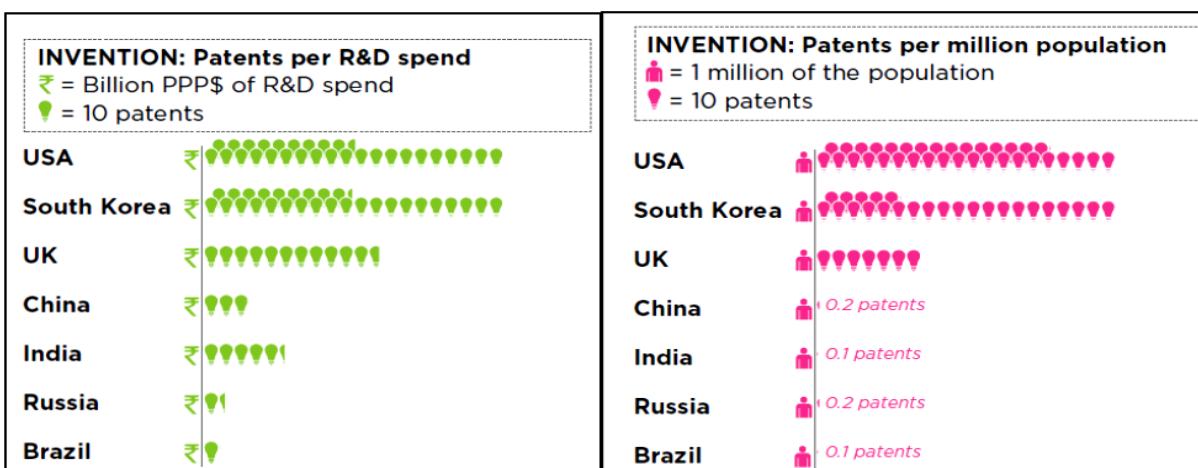 INVENTION: Patents per R&D spend
₹ = Billion PPP$ of R&D spend
= 10 patents
USA ₹
South Korea ₹
UK ₹
China ₹
India ₹
Russia ₹
Brazil ₹
INVENTION: Patents per million population
= 1 million of the population
= 10 patents
USA
South Korea
UK
China 0.2 patents
India 0.1 patents
Russia 0.2 patents
Brazil 0.1 patents